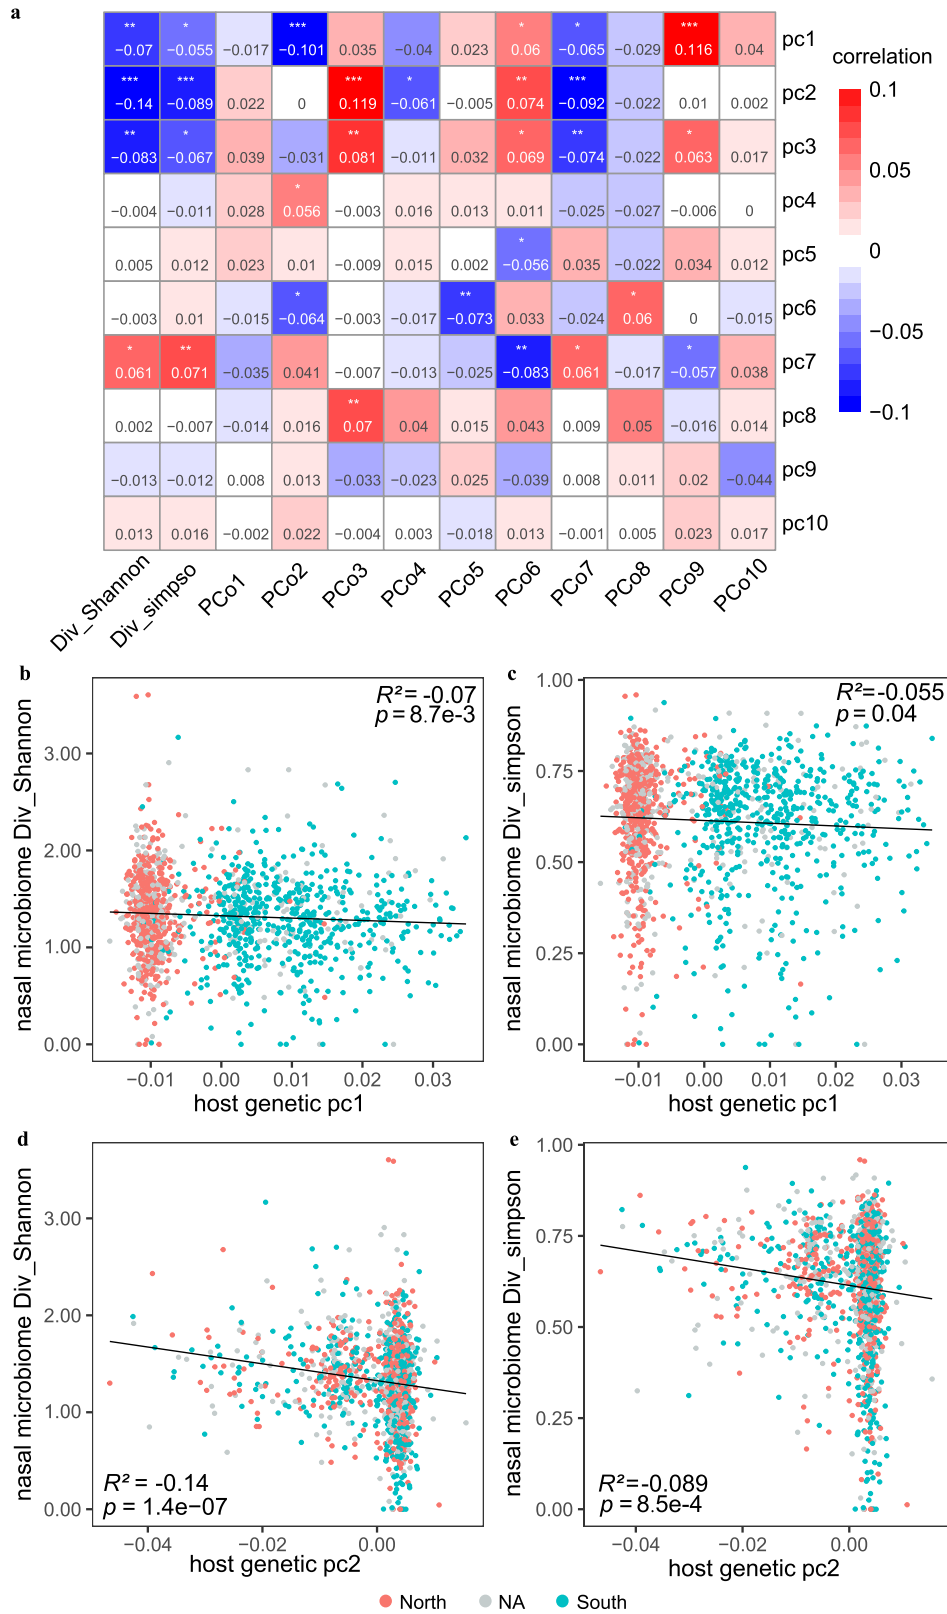 a
** * *** * * ***
−0.07 −0.055 −0.017 −0.101 0.035 −0.04 0.023 0.06 −0.065 −0.029 0.116 0.04 pc1
*** *** *** * ** ***
−0.14 −0.089 0.022 0 0.119 −0.061 −0.005 0.074 −0.092 −0.022 0.01 0.002 pc2
** * ** * ** *
−0.083 −0.067 0.039 −0.031 0.081 −0.011 0.032 0.069 −0.074 −0.022 0.063 0.017 pc3
*
−0.004 −0.011 0.028 0.056 −0.003 0.016 0.013 0.011 −0.025 −0.027 −0.006 0 pc4
*
0.005 0.012 0.023 0.01 −0.009 0.015 0.002 −0.056 0.035 −0.022 0.034 0.012 pc5
* ** *
−0.003 0.01 −0.015 −0.064 −0.003 −0.017 −0.073 0.033 −0.024 0.06 0 −0.015 pc6
* ** ** * *
0.061 0.071 −0.035 0.041 −0.007 −0.013 −0.025 −0.083 0.061 −0.017 −0.057 0.038 pc7
**
0.002 −0.007 −0.014 0.016 0.07 0.04 0.015 0.043 0.009 0.05 −0.016 0.014 pc8
−0.013 −0.012 0.008 0.013 −0.033 −0.023 0.025 −0.039 0.008 0.011 0.02 −0.044 pc9
0.013 0.016 −0.002 0.022 −0.004 0.003 −0.018 0.013 −0.001 0.005 0.023 0.017 pc10
Div_Shannon Div_simpso PCo1 PCo2 PCo3 PCo4 PCo5 PCo6 PCo7 PCo8 PCo9 PCo10
correlation
0.1
0.05
0
−0.05
−0.1
b
R² = -0.07
p = 8.7e-3
nasal microbiome Div_Shannon
3.00
2.00
1.00
0.00
−0.01 0.00 0.01 0.02 0.03
host genetic pc1
c
R²=-0.055
p = 0.04
nasal microbiome Div_simpson
1.00
0.75
0.50
0.25
0.00
−0.01 0.00 0.01 0.02 0.03
host genetic pc1
d
nasal microbiome Div_Shannon
3.00
2.00
1.00
0.00
R² = -0.14
p = 1.4e−07
−0.04 −0.02 0.00
host genetic pc2
e
nasal microbiome Div_simpson
1.00
0.75
0.50
0.25
0.00
R²=-0.089
p = 8.5e-4
−0.04 −0.02 0.00
host genetic pc2
North NA South